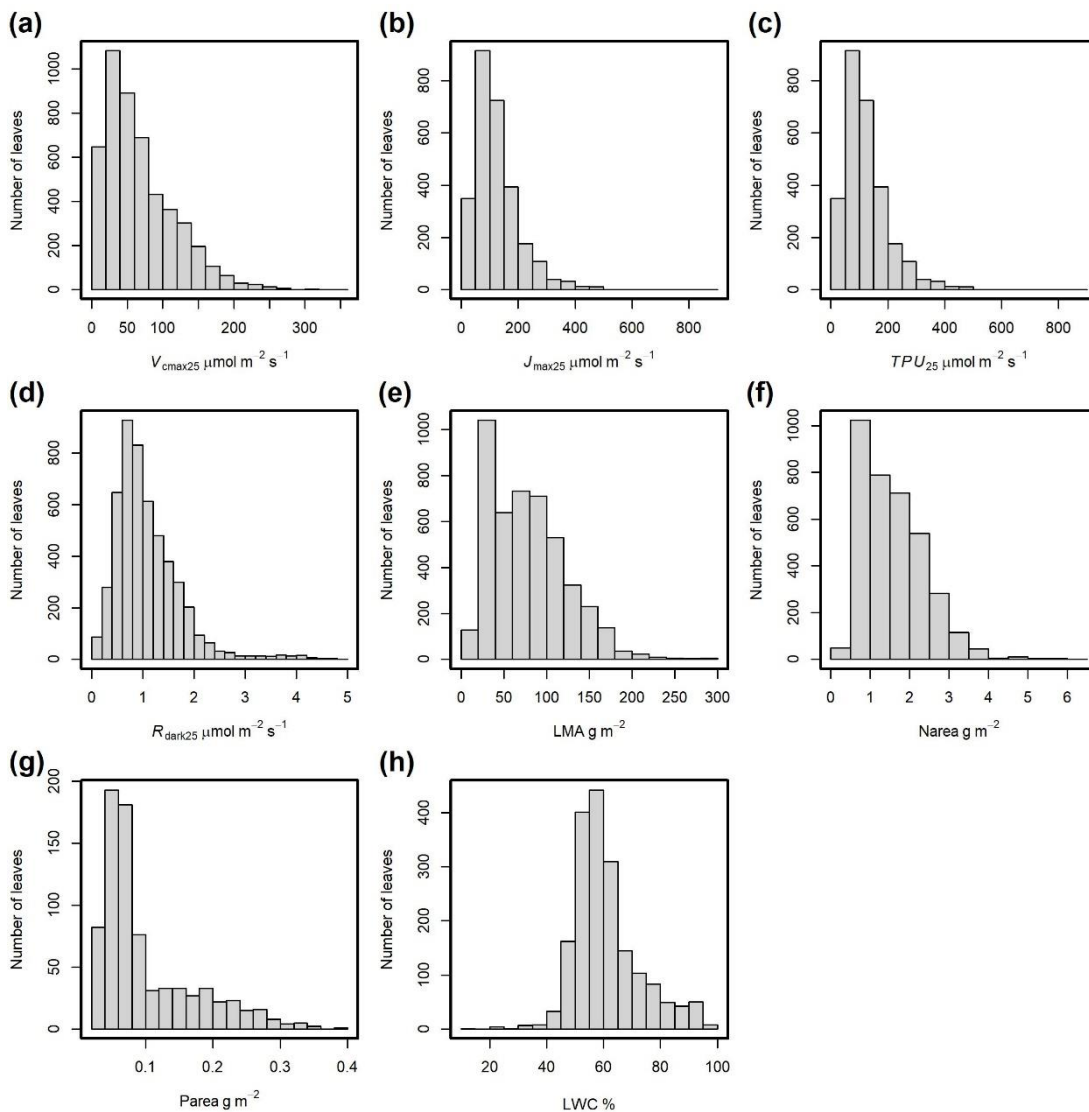 (a)
Number of leaves
0 200 400 600 800 1000
0 50 100 200 300
Vcmax25 μmol m−2 s−1
(b)
Number of leaves
0 200 400 600 800
0 200 400 600 800
Jmax25 μmol m−2 s−1
(c)
Number of leaves
0 200 400 600 800
0 200 400 600 800
TPU25 μmol m−2 s−1
(d)
Number of leaves
0 200 400 600 800
0 1 2 3 4 5
Rdark25 μmol m−2 s−1
(e)
Number of leaves
0 200 400 600 800 1000
0 50 100 150 200 250 300
LMA g m−2
(f)
Number of leaves
0 200 400 600 800 1000
0 1 2 3 4 5 6
Narea g m−2
(g)
Number of leaves
0 50 100 150 200
0.1 0.2 0.3 0.4
Parea g m−2
(h)
Number of leaves
0 100 200 300 400
20 40 60 80 100
LWC %